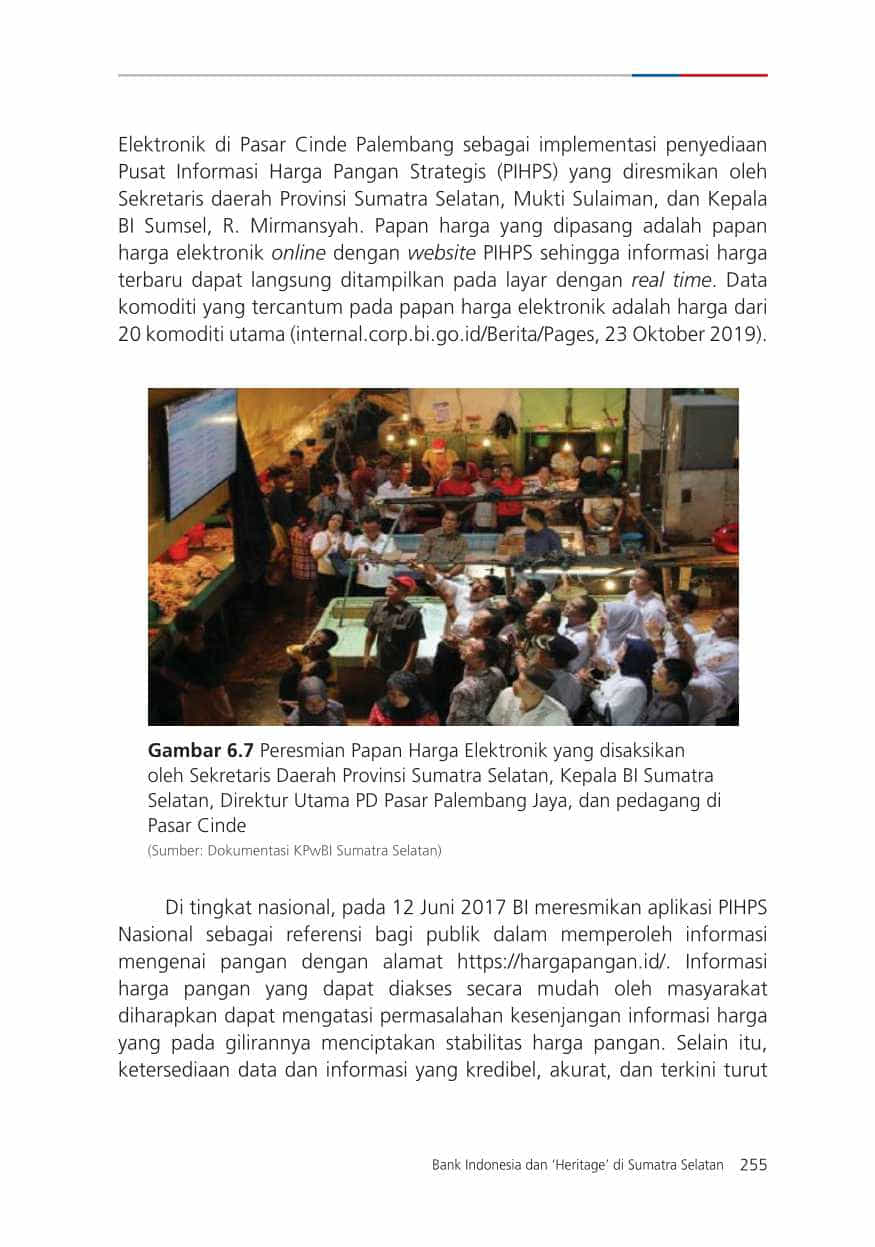 Elektronik di Pasar Cinde Palembang sebagai implementasi penyediaan
Pusat Informasi Harga Pangan Strategis (PIHPS) yang diresmikan oleh
Sekretaris daerah Provinsi Sumatra Selatan, Mukti Sulaiman, dan Kepala
BI Sumsel, R. Mirmansyah. Papan harga yang dipasang adalah papan
harga elektronik online dengan website PIHPS sehingga informasi harga
terbaru dapat langsung ditampilkan pada layar dengan real time. Data
komoditi yang tercantum pada papan harga elektronik adalah harga dari
20 komoditi utama (internal.corp.bi.go.id/Berita/Pages, 23 Oktober 2019).
Gambar 6.7 Peresmian Papan Harga Elektronik yang disaksikan
oleh Sekretaris Daerah Provinsi Sumatra Selatan, Kepala BI Sumatra
Selatan, Direktur Utama PD Pasar Palembang Jaya, dan pedagang di
Pasar Cinde
(Sumber: Dokumentasi KPwBI Sumatra Selatan)
Di tingkat nasional, pada 12 Juni 2017 BI meresmikan aplikasi PIHPS
Nasional sebagai referensi bagi publik dalam memperoleh informasi
mengenai pangan dengan alamat https://hargapangan.id/. Informasi
harga pangan yang dapat diakses secara mudah oleh masyarakat
diharapkan dapat mengatasi permasalahan kesenjangan informasi harga
yang pada gilirannya menciptakan stabilitas harga pangan. Selain itu,
ketersediaan data dan informasi yang kredibel, akurat, dan terkini turut
Bank Indonesia dan ‘Heritage’ di Sumatra Selatan 255